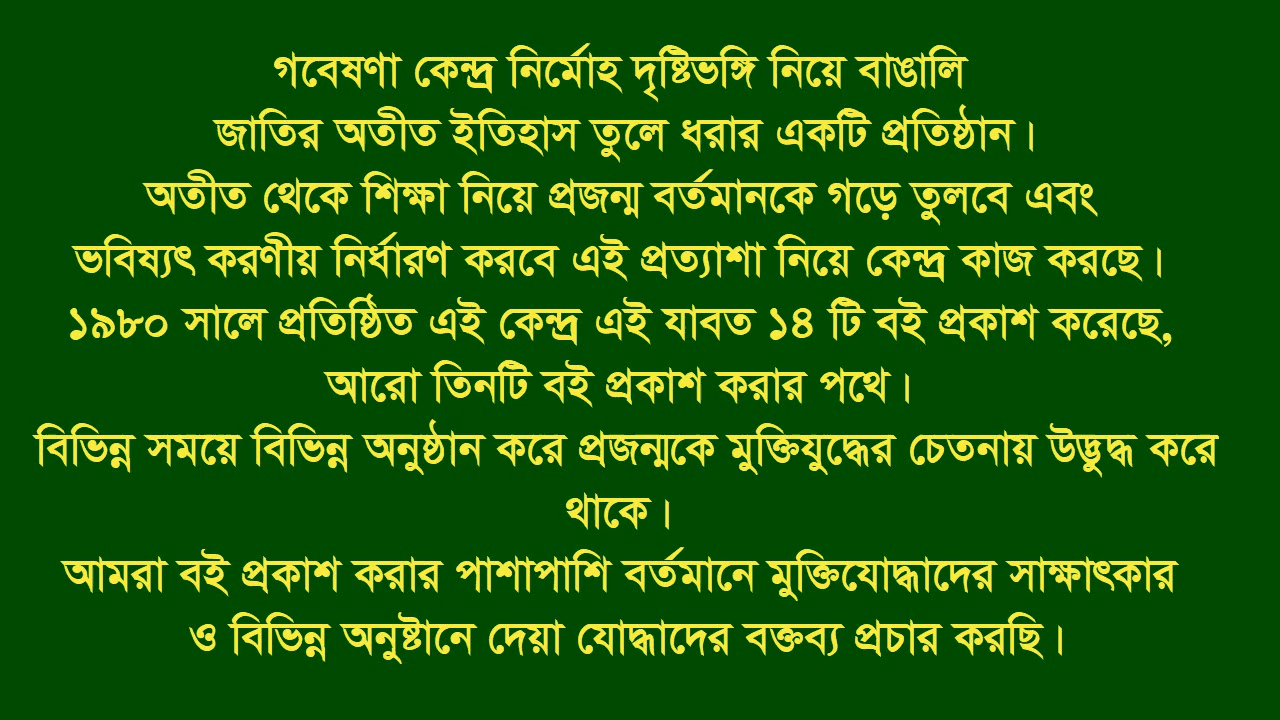 গবেষণা কেন্দ্র নির্মোহ দৃষ্টিভঙ্গি নিয়ে বাঙালি
জাতির অতীত ইতিহাস তুলে ধরার একটি প্রতিষ্ঠান।
অতীত থেকে শিক্ষা নিয়ে প্রজন্ম বর্তমানকে গড়ে তুলবে এবং
ভবিষ্যৎ করণীয় নির্ধারণ করবে এই প্রত্যাশা নিয়ে কেন্দ্র কাজ করছে।
১৯৮০ সালে প্রতিষ্ঠিত এই কেন্দ্র এই যাবত ১৪ টি বই প্রকাশ করেছে,
আরো তিনটি বই প্রকাশ করার পথে।
বিভিন্ন সময়ে বিভিন্ন অনুষ্ঠান করে প্রজন্মকে মুক্তিযুদ্ধের চেতনায় উদ্ভুদ্ধ করে
থাকে।
আমরা বই প্রকাশ করার পাশাপাশি বর্তমানে মুক্তিযোদ্ধাদের সাক্ষাৎকার
ও বিভিন্ন অনুষ্টানে দেয়া যোদ্ধাদের বক্তব্য প্রচার করছি।